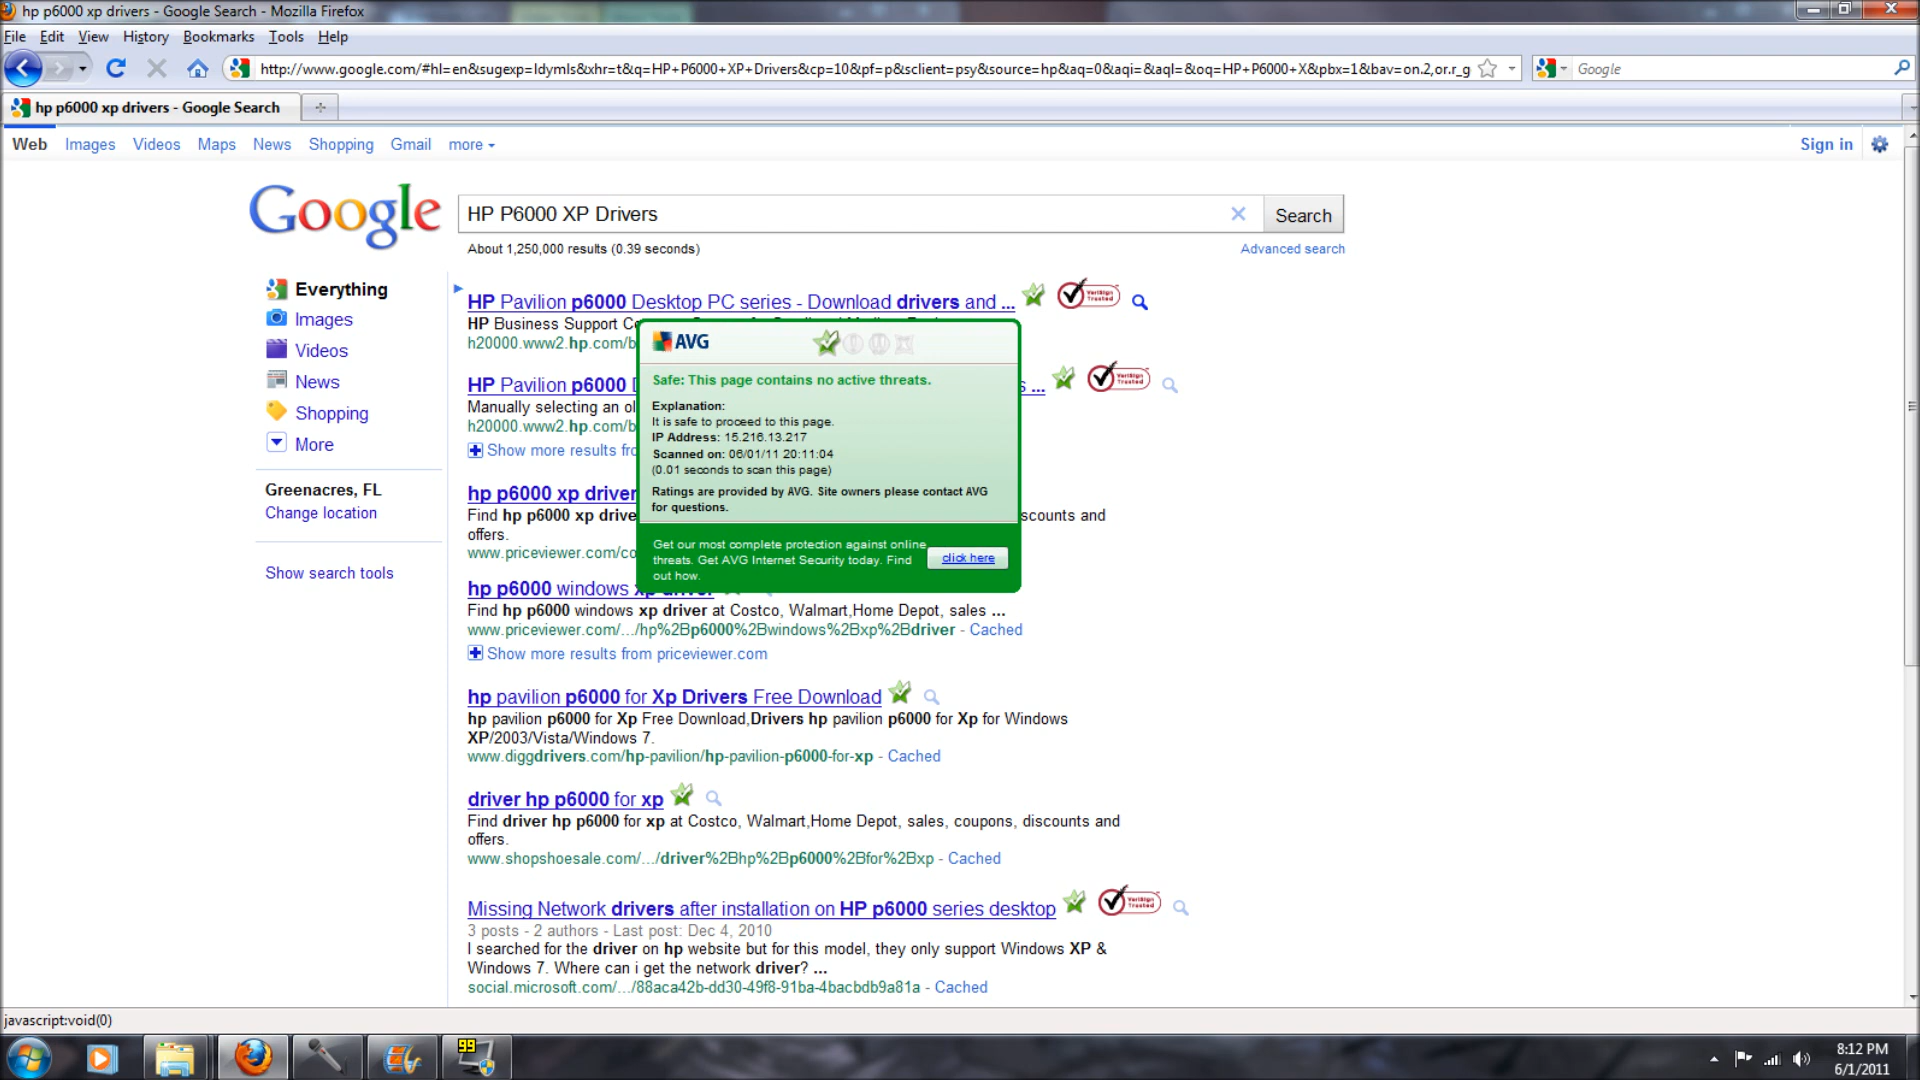 hp p6000 xp drivers - Google Search - Mozilla Firefox
File Edit View History Bookmarks Tools Help
http://www.google.com/#hl=en&sugexp=ldymls&xhr=t&q=HP+P6000+XP+Drivers&cp=10&pf=p&sclient=psy&source=hp&aq=0&aqi=&aql=&oq=HP+P6000+X&pbx=1&bav=on.2,or.r_g
Google
hp p6000 xp drivers - Google Search
Web Images Videos Maps News Shopping Gmail more
Sign in
Google
HP P6000 XP Drivers
Search
About 1,250,000 results (0.39 seconds)
Advanced search
Everything
Images
Videos
News
Shopping
More
Greenacres, FL
Change location
Show search tools
HP Pavilion p6000 Desktop PC series - Download drivers and ...
VeriSign Trusted
HP Business Support
h20000.www2.hp.com/b
HP Pavilion p6000
s ...
VeriSign Trusted
Manually selecting an ol
h20000.www2.hp.com/b
Show more results fro
hp p6000 xp driver
Find hp p6000 xp drive
scounts and
offers.
www.priceviewer.com/co
AVG
Safe: This page contains no active threats.
Explanation:
It is safe to proceed to this page.
IP Address: 15.216.13.217
Scanned on: 06/01/11 20:11:04
(0.01 seconds to scan this page)
Ratings are provided by AVG. Site owners please contact AVG
for questions.
Get our most complete protection against online
threats. Get AVG Internet Security today. Find
out how.
click here
hp p6000 windows xp driver
Find hp p6000 windows xp driver at Costco, Walmart,Home Depot, sales ...
www.priceviewer.com/.../hp%2Bp6000%2Bwindows%2Bxp%2Bdriver - Cached
Show more results from priceviewer.com
hp pavilion p6000 for Xp Drivers Free Download
hp pavilion p6000 for Xp Free Download,Drivers hp pavilion p6000 for Xp for Windows
XP/2003/Vista/Windows 7.
www.diggdrivers.com/hp-pavilion/hp-pavilion-p6000-for-xp - Cached
driver hp p6000 for xp
Find driver hp p6000 for xp at Costco, Walmart,Home Depot, sales, coupons, discounts and
offers.
www.shopshoesale.com/.../driver%2Bhp%2Bp6000%2Bfor%2Bxp - Cached
Missing Network drivers after installation on HP p6000 series desktop
VeriSign Trusted
3 posts - 2 authors - Last post: Dec 4, 2010
I searched for the driver on hp website but for this model, they only support Windows XP &
Windows 7. Where can i get the network driver? ...
social.microsoft.com/.../88aca42b-dd30-49f8-91ba-4bacbdb9a81a - Cached
javascript:void(0)
99
8:12 PM
6/1/2011